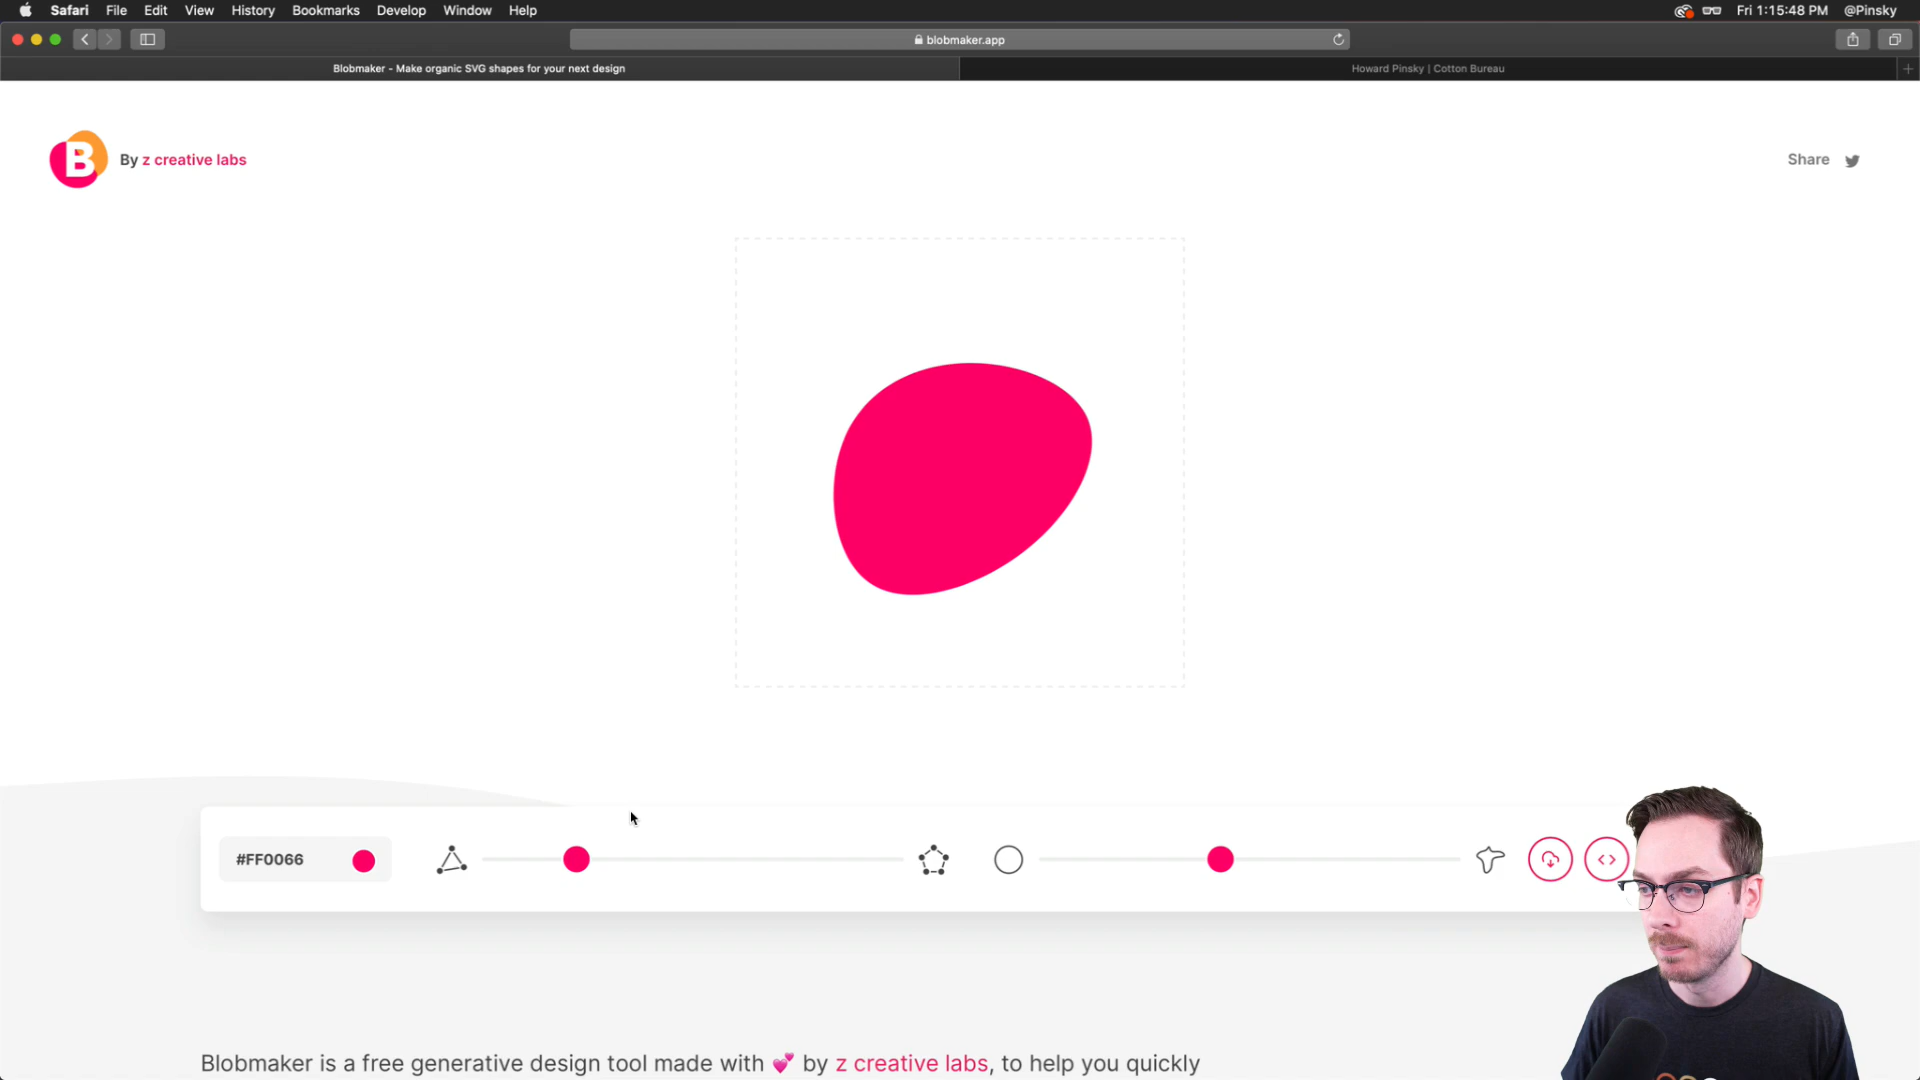 Safari File Edit View History Bookmarks Develop Window Help
Fri 1:15:48 PM @Pinsky
blobmaker.app
Blobmaker - Make organic SVG shapes for your next design
Howard Pinsky | Cotton Bureau
B
By z creative labs
Share
#FF0066
Blobmaker is a free generative design tool made with 💕 by z creative labs, to help you quickly